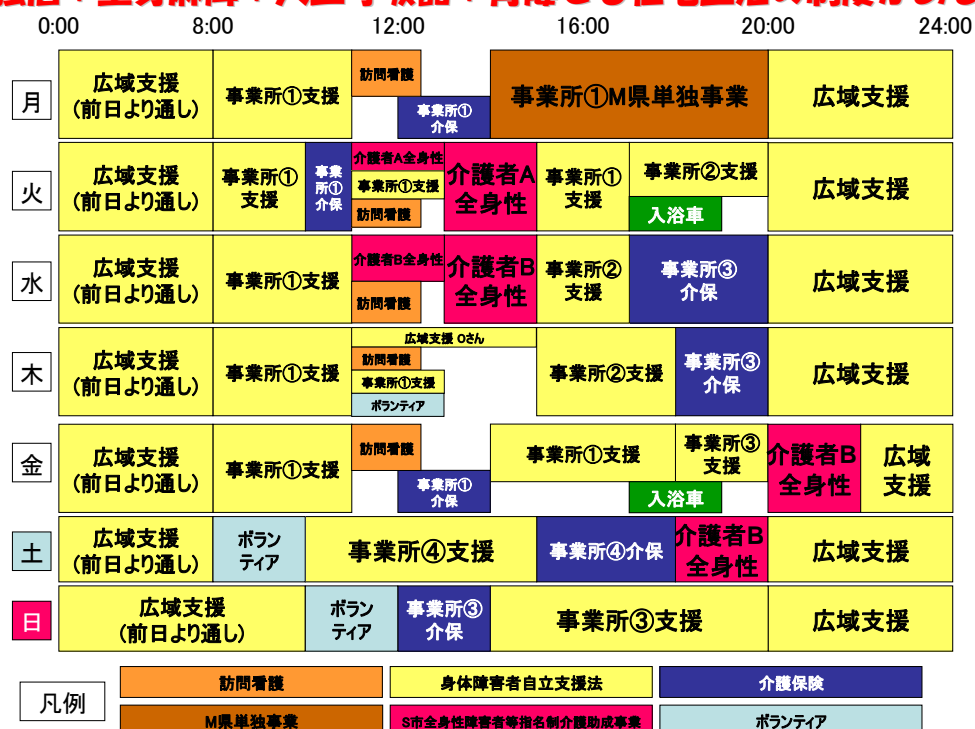 0:00 8:00 12:00 16:00 20:00 24:00
月
広域支援
(前日より通し)
事業所①支援
訪問看護
事業所①
介保
事業所①M県単独事業
広域支援
火
広域支援
(前日より通し)
事業所①
支援
事業
所①
介保
介護者A全身性
事業所①支援
訪問看護
介護者A
全身性
事業所①
支援
事業所②支援
入浴車
広域支援
水
広域支援
(前日より通し)
事業所①支援
介護者B全身性
訪問看護
介護者B
全身性
事業所②
支援
事業所③
介保
広域支援
木
広域支援
(前日より通し)
事業所①支援
広域支援 Oさん
訪問看護
事業所①支援
ボランティア
事業所②支援
事業所③
介保
広域支援
金
広域支援
(前日より通し)
事業所①支援
訪問看護
事業所①
介保
事業所①支援
事業所③
支援
入浴車
介護者B
全身性
広域
支援
土
広域支援
(前日より通し)
ボラン
ティア
事業所④支援
事業所④介保
介護者B
全身性
広域支援
日
広域支援
(前日より通し)
ボラン
ティア
事業所③
介保
事業所③支援
広域支援
凡例
訪問看護
身体障害者自立支援法
介護保険
M県単独事業
S市全身性障害者等指名制介護助成事業
ボランティア